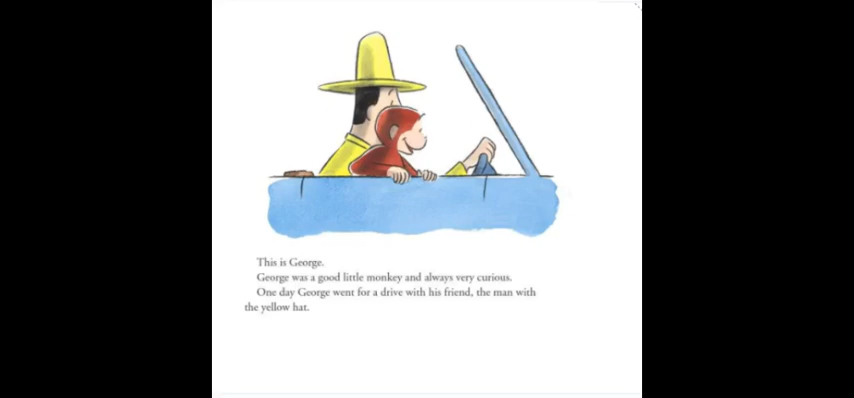 This is George.
George was a good little monkey and always very curious.
One day George went for a drive with his friend, the man with
the yellow hat.